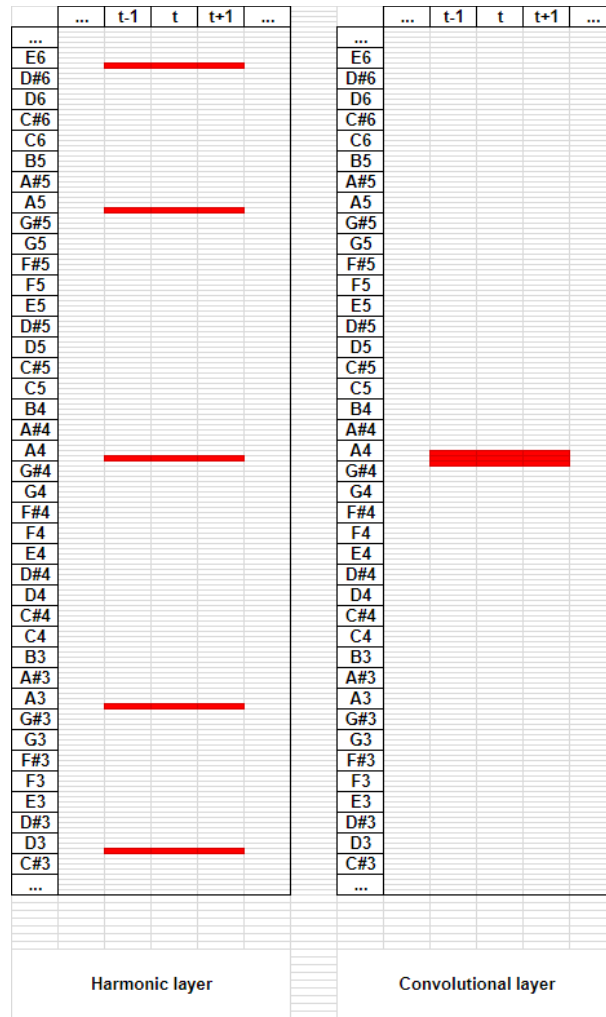 ... t-1 t t+1 ... ... t-1 t t+1 ...
... ...
E6 E6
D#6 D#6
D6 D6
C#6 C#6
C6 C6
B5 B5
A#5 A#5
A5 A5
G#5 G#5
G5 G5
F#5 F#5
F5 F5
E5 E5
D#5 D#5
D5 D5
C#5 C#5
C5 C5
B4 B4
A#4 A#4
A4 A4
G#4 G#4
G4 G4
F#4 F#4
F4 F4
E4 E4
D#4 D#4
D4 D4
C#4 C#4
C4 C4
B3 B3
A#3 A#3
A3 A3
G#3 G#3
G3 G3
F#3 F#3
F3 F3
E3 E3
D#3 D#3
D3 D3
C#3 C#3
... ...
Harmonic layer Convolutional layer